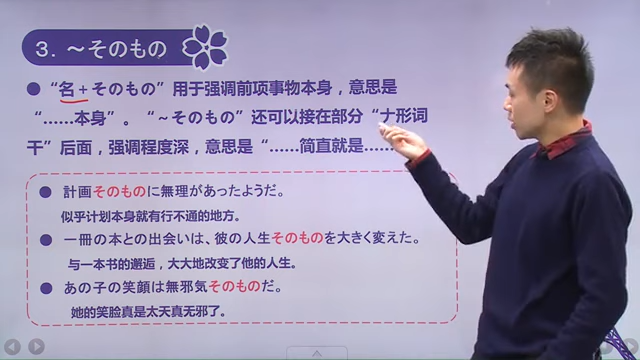 3．～そのもの
● “名＋そのもの”用于强调前项事物本身，意思是
“……本身”。“～そのもの”还可以接在部分“ナ形词
干”后面，强调程度深，意思是“……简直就是……
● 計画そのものに無理があったようだ。
似乎计划本身就有行不通的地方。
● 一冊の本との出会いは、彼の人生そのものを大きく変えた。
与一本书的邂逅，大大地改变了他的人生。
● あの子の笑顔は無邪気そのものだ。
她的笑脸真是太天真无邪了。